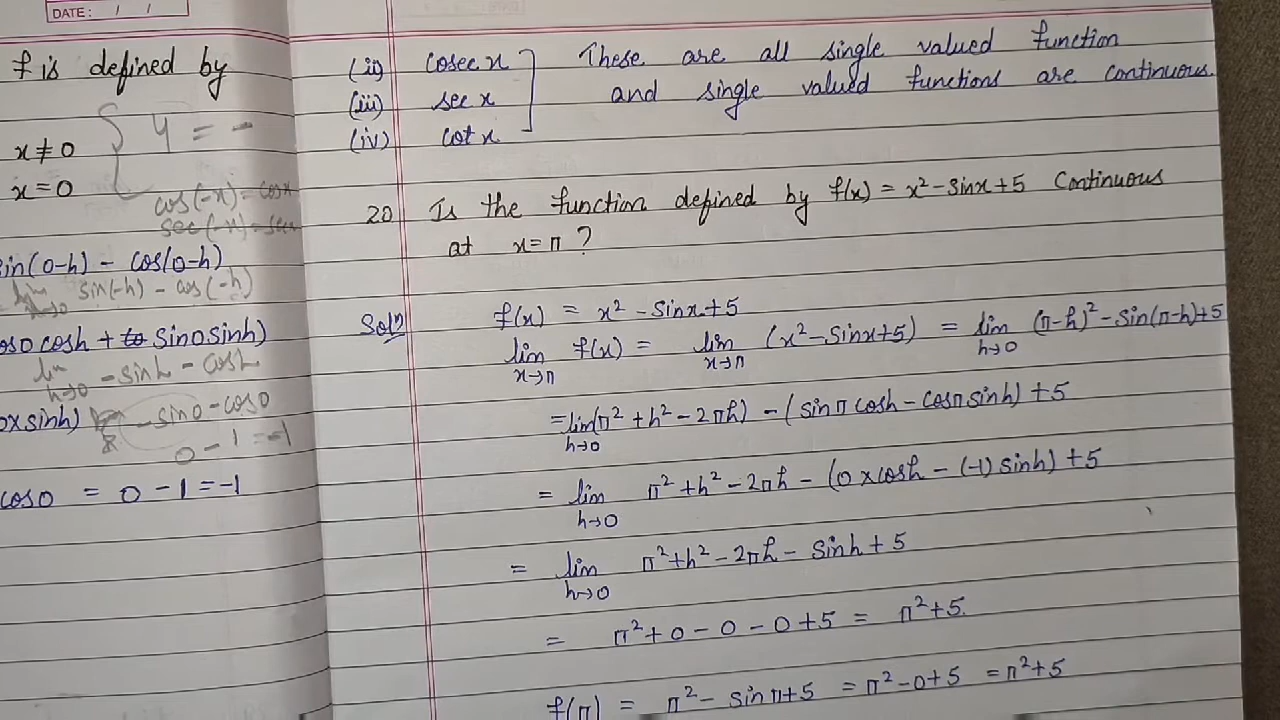 DATE: / /
f is defined by
x≠0
x=0
y = -
cos(-x)=cosx
sec(-x)=sec
sin(0-h) - cos(0-h)
lim h→0 sin(-h) - cos(-h)
oso cosh + sino sinh)
lim h→0 -sinh - cosh
ox sinh) -sin0-cos0
0-1=-1
cos0 = 0-1=-1
(ii) cosec x
(iii) sec x
(iv) cot x
These are all single valued function
and single valued functions are continuous.
20 Is the function defined by f(x) = x²-sinx+5 continuous
at x=π?
Solⁿ f(x) = x² - sinx+5
lim x→π f(x) = lim x→π (x²-sinx+5) = lim h→0 (π-h)²-sin(π-h)+5
=lim h→0 (π²+h²-2πh) - (sinπ cosh - cosπ sinh)+5
= lim h→0 π²+h²-2πh-(0xcosh-(-1)sinh)+5
= lim h→0 π²+h²-2πh-sinh+5
= π²+0-0-0+5 = π²+5.
f(π) = π²- sinπ+5 = π²-0+5 = π²+5